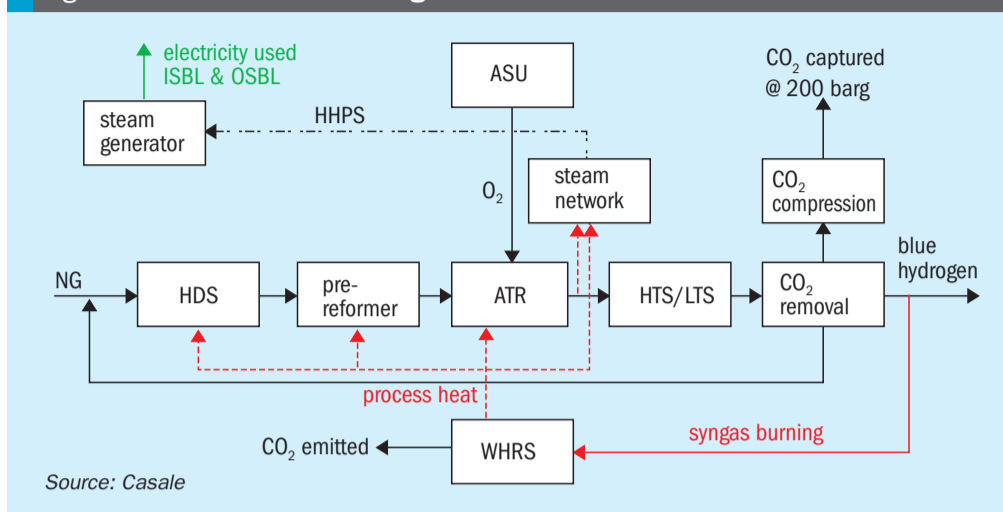 electricity used
ISBL & OSBL
ASU
CO₂ captured
@ 200 barg
steam
generator
HHPS
O₂
steam
network
CO₂
compression
blue
hydrogen
NG
HDS
pre-
reformer
ATR
HTS/LTS
CO₂
removal
process heat
syngas burning
CO₂ emitted
WHRS
Source: Casale